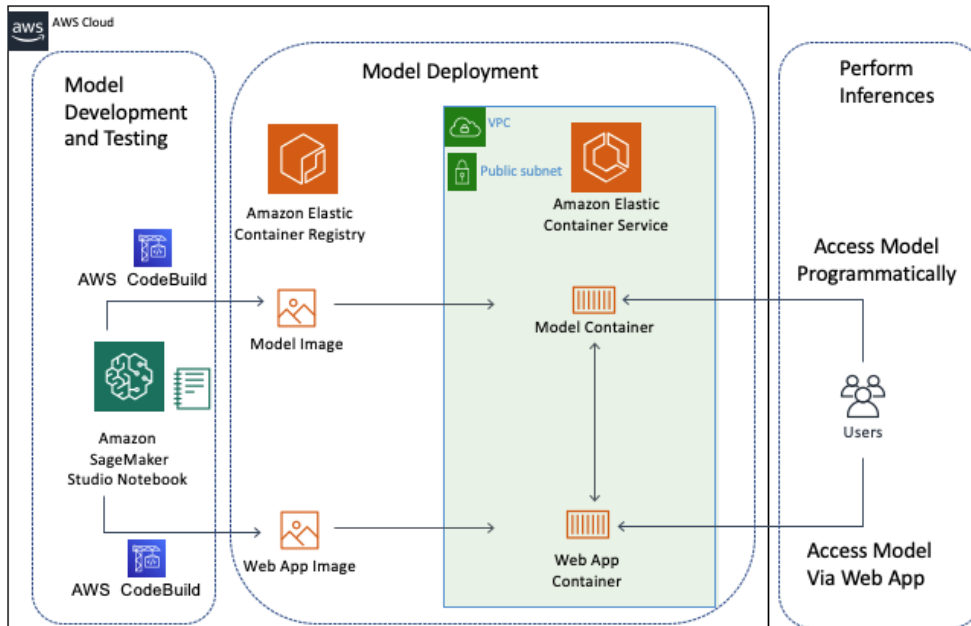 aws
AWS Cloud
Model
Development
and Testing
AWS CodeBuild
Amazon
SageMaker
Studio Notebook
AWS CodeBuild
Model Deployment
Amazon Elastic
Container Registry
Model Image
Web App Image
VPC
Public subnet
Amazon Elastic
Container Service
Model Container
Web App
Container
Perform
Inferences
Access Model
Programmatically
Users
Access Model
Via Web App